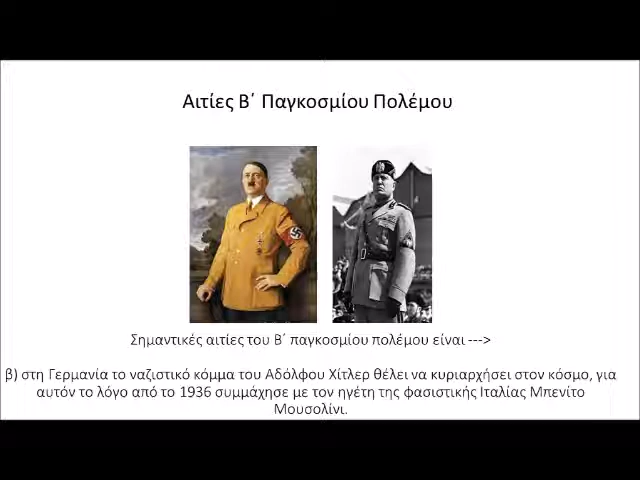 Αιτίες Β΄ Παγκοσμίου Πολέμου
Σημαντικές αιτίες του Β΄ παγκοσμίου πολέμου είναι --->
β) στη Γερμανία το ναζιστικό κόμμα του Αδόλφου Χίτλερ θέλει να κυριαρχήσει στον κόσμο, για
αυτόν το λόγο από το 1936 συμμάχησε με τον ηγέτη της φασιστικής Ιταλίας Μπενίτο
Μουσολίνι.